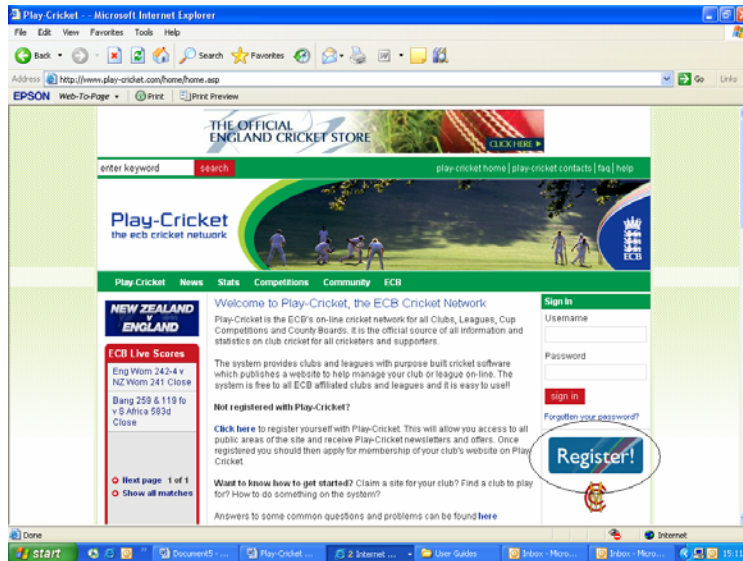 Play-Cricket - - Microsoft Internet Explorer
File Edit View Favorites Tools Help
Back Search Favorites
Address http://www.play-cricket.com/home/home.asp Go Links
EPSON Web-To-Page Print Print Preview
THE OFFICIAL
ENGLAND CRICKET STORE
CLICK HERE
enter keyword search play-cricket home | play-cricket contacts | faq | help
Play-Cricket
the ecb cricket network
ECB
Play-Cricket News Stats Competitions Community ECB
NEW ZEALAND
v
ENGLAND
ECB Live Scores
Eng Wom 242-4 v
NZ Wom 241 Close
Bang 259 & 119 fo
v S Africa 583d
Close
Next page 1 of 1
Show all matches
Welcome to Play-Cricket, the ECB Cricket Network
Play-Cricket is the ECB's on-line cricket network for all Clubs, Leagues, Cup
Competitions and County Boards. It is the official source of all information and
statistics on club cricket for all cricketers and supporters.
The system provides clubs and leagues with purpose built cricket software
which publishes a website to help manage your club or league on-line. The
system is free to all ECB affiliated clubs and leagues and it is easy to use!!
Not registered with Play-Cricket?
Click here to register yourself with Play-Cricket. This will allow you access to all
public areas of the site and receive Play-Cricket newsletters and offers. Once
registered you should then apply for membership of your club's website on Play
Cricket
Want to know how to get started? Claim a site for your club? Find a club to play
for? How to do something on the system?
Answers to some common questions and problems can be found here
Sign In
Username
Password
sign in
Forgotten your password?
Register!
Done Internet
start Document5 - ... Play-Cricket ... 2 Internet ... User Guides Inbox - Micro... Inbox - Micro... 15:11